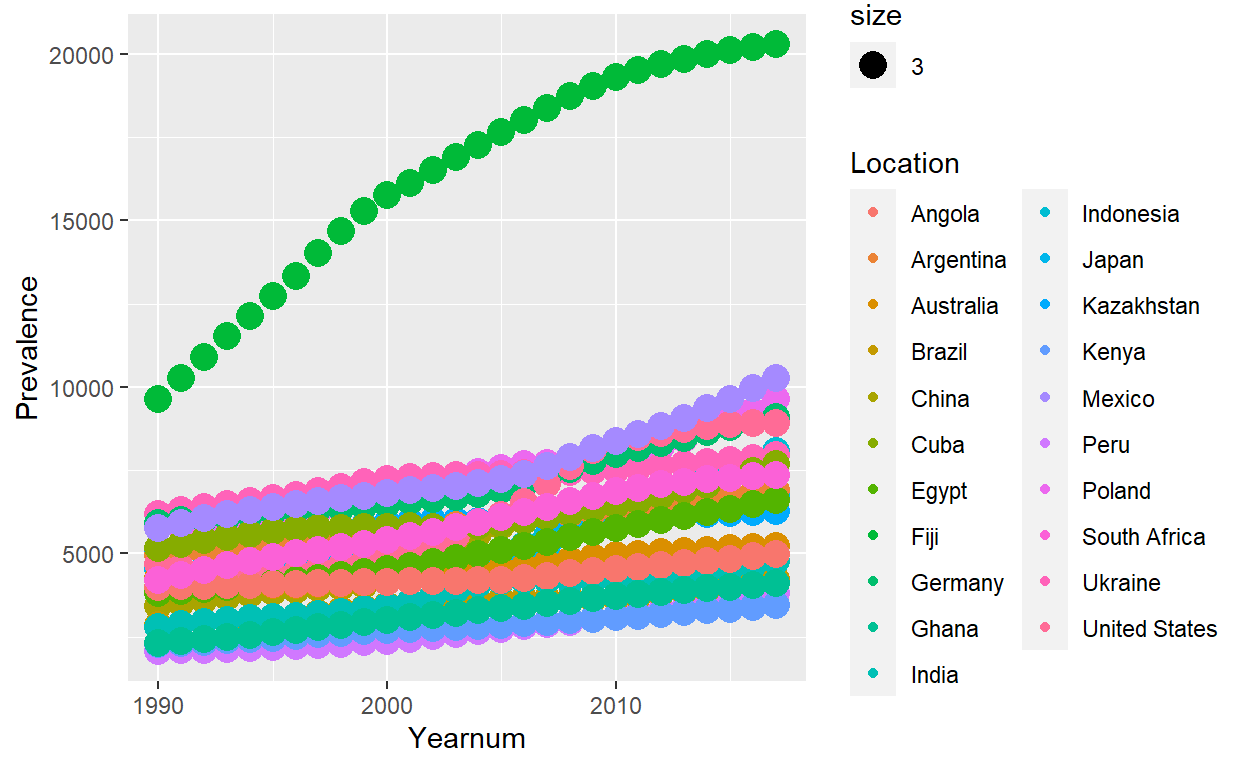 20000
15000
10000
5000
Prevalence
1990 2000 2010
Yearnum
size
3
Location
Angola
Argentina
Australia
Brazil
China
Cuba
Egypt
Fiji
Germany
Ghana
India
Indonesia
Japan
Kazakhstan
Kenya
Mexico
Peru
Poland
South Africa
Ukraine
United States